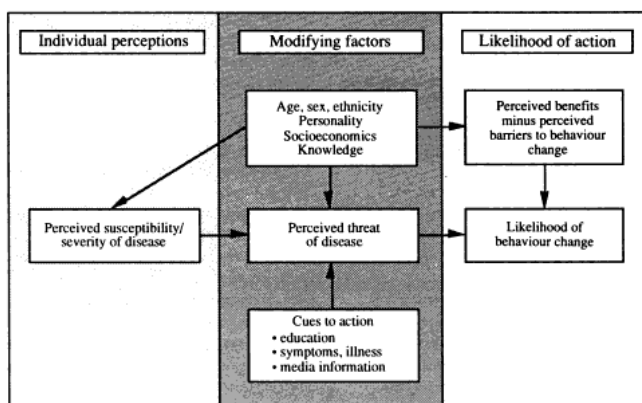 Individual perceptions
Modifying factors
Likelihood of action
Age, sex, ethnicity
Personality
Socioeconomics
Knowledge
Perceived benefits
minus perceived
barriers to behaviour
change
Perceived susceptibility/
severity of disease
Perceived threat
of disease
Likelihood of
behaviour change
Cues to action
• education
• symptoms, illness
• media information